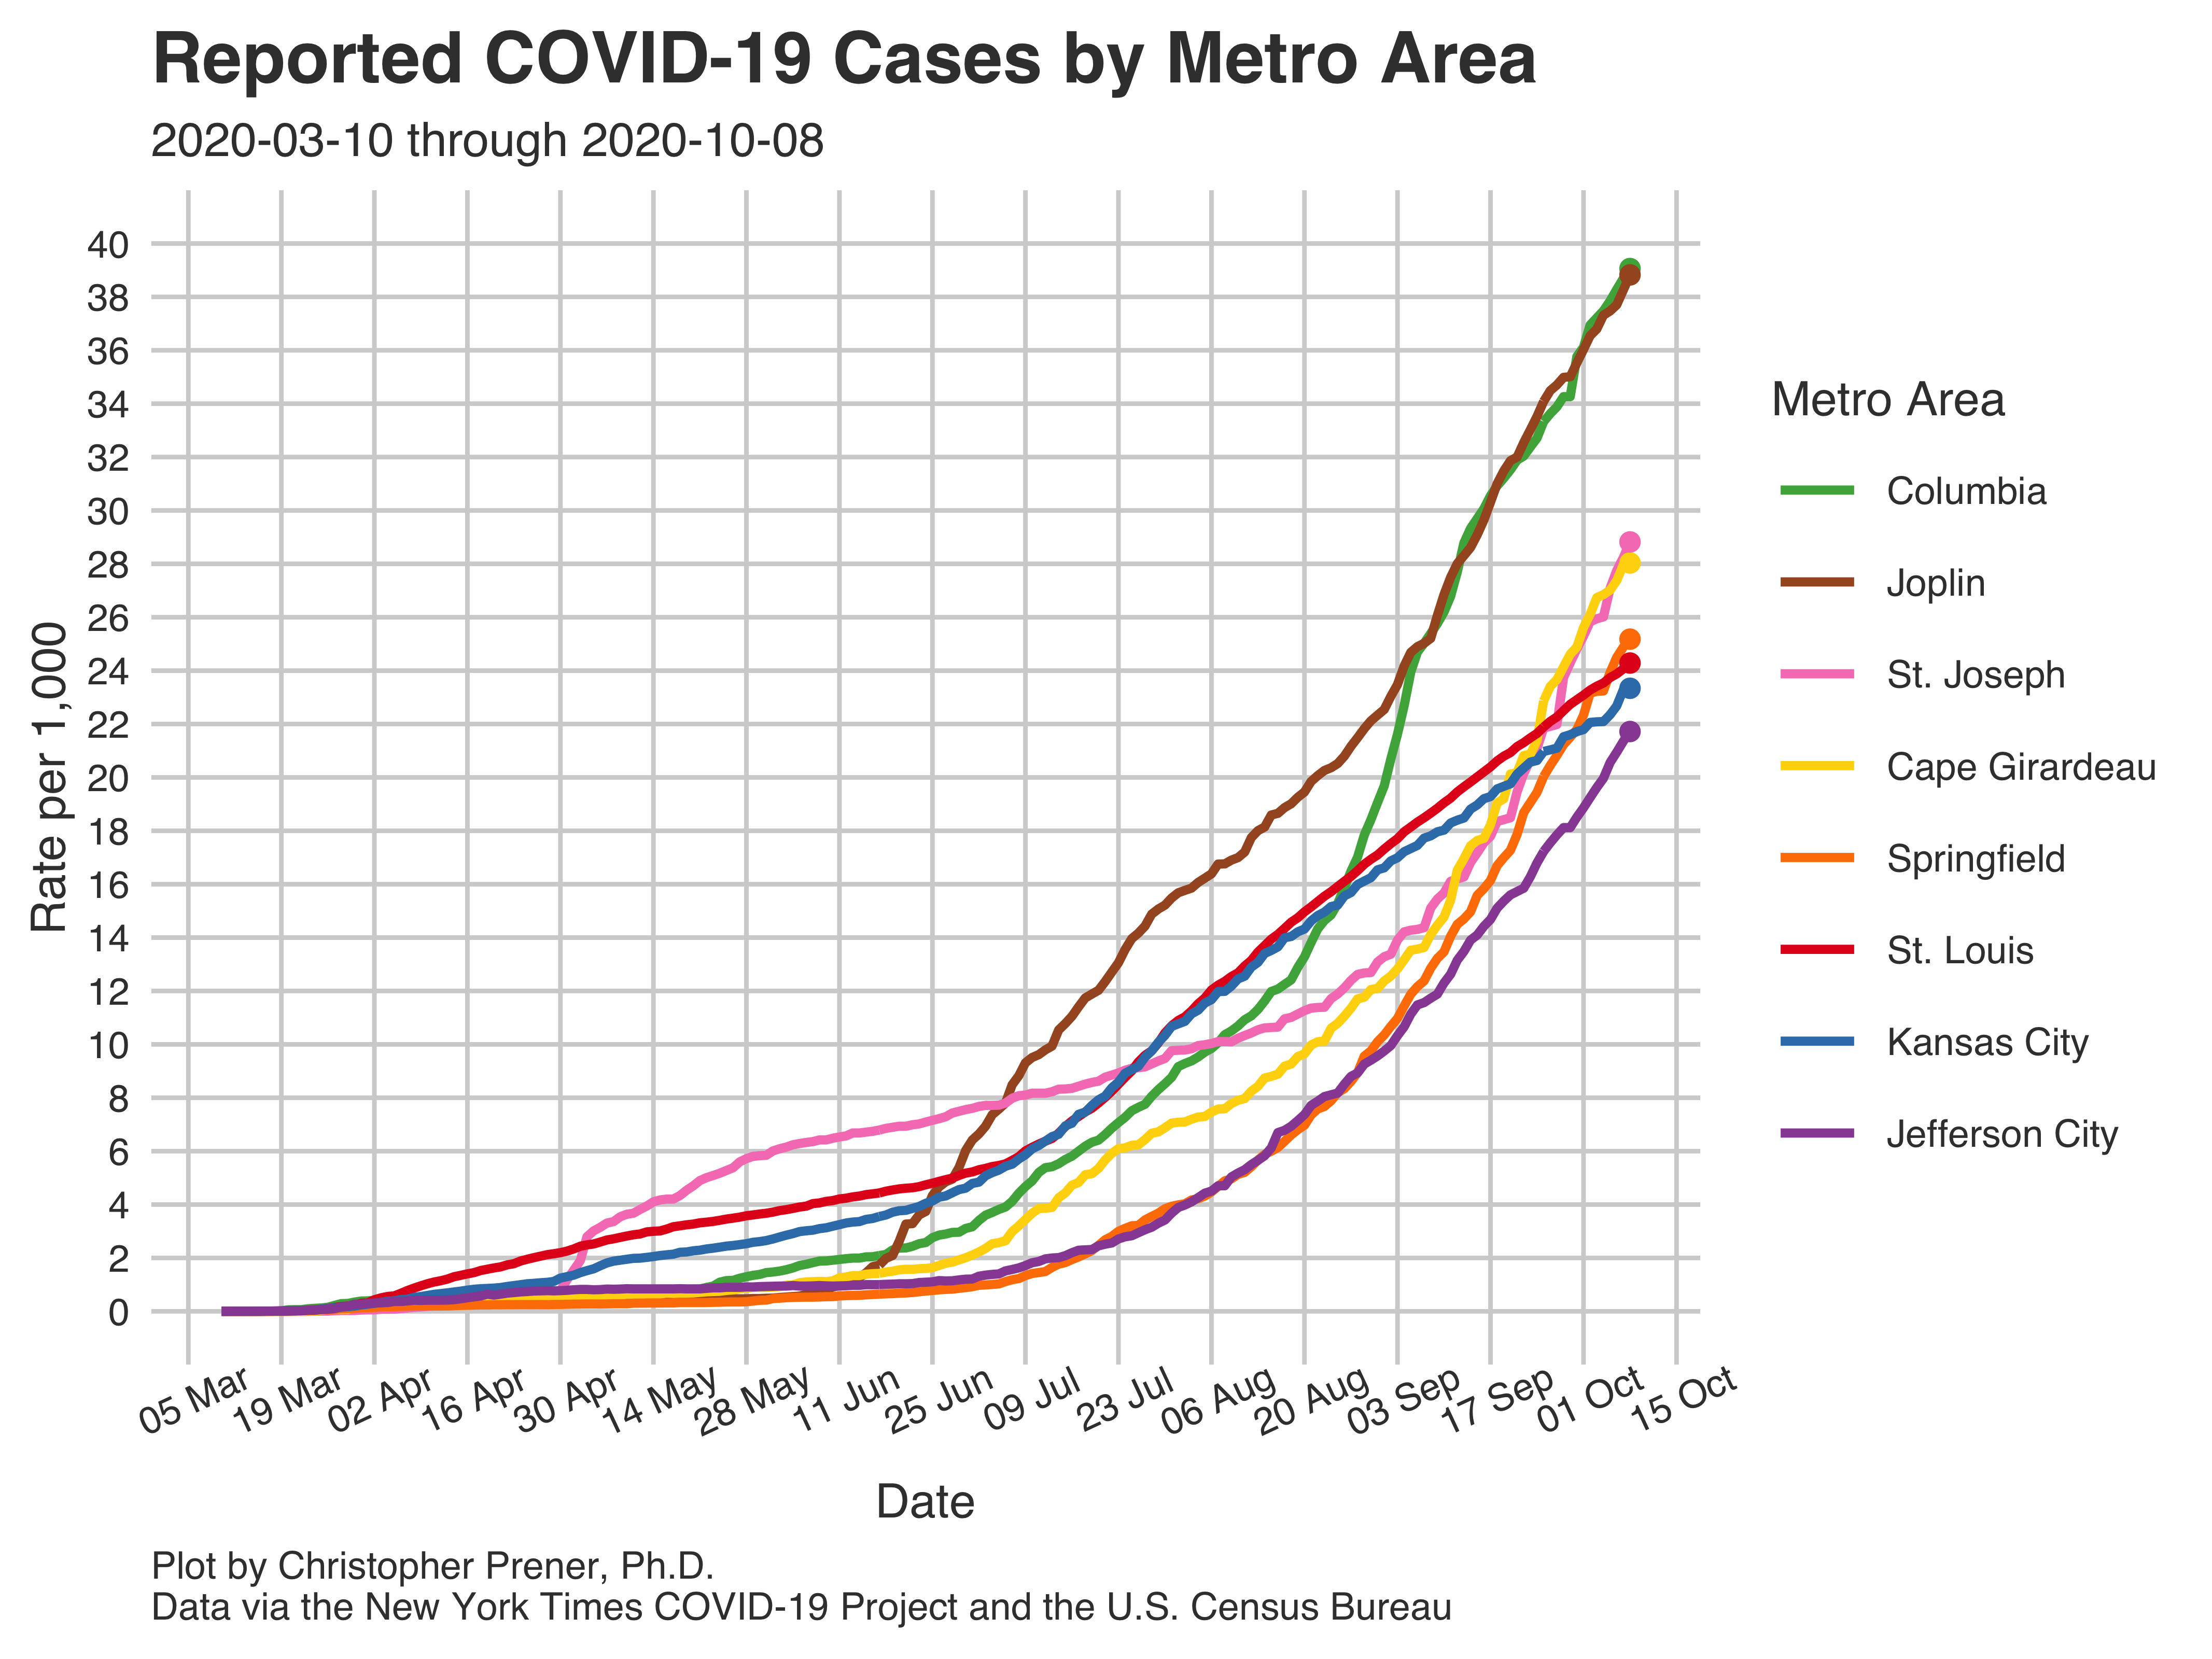 Reported COVID-19 Cases by Metro Area
2020-03-10 through 2020-10-08
Rate per 1,000
40
38
36
34
32
30
28
26
24
22
20
18
16
14
12
10
8
6
4
2
0
05 Mar
19 Mar
02 Apr
16 Apr
30 Apr
14 May
28 May
11 Jun
25 Jun
09 Jul
23 Jul
06 Aug
20 Aug
03 Sep
17 Sep
01 Oct
15 Oct
Date
Metro Area
Columbia
Joplin
St. Joseph
Cape Girardeau
Springfield
St. Louis
Kansas City
Jefferson City
Plot by Christopher Prener, Ph.D.
Data via the New York Times COVID-19 Project and the U.S. Census Bureau